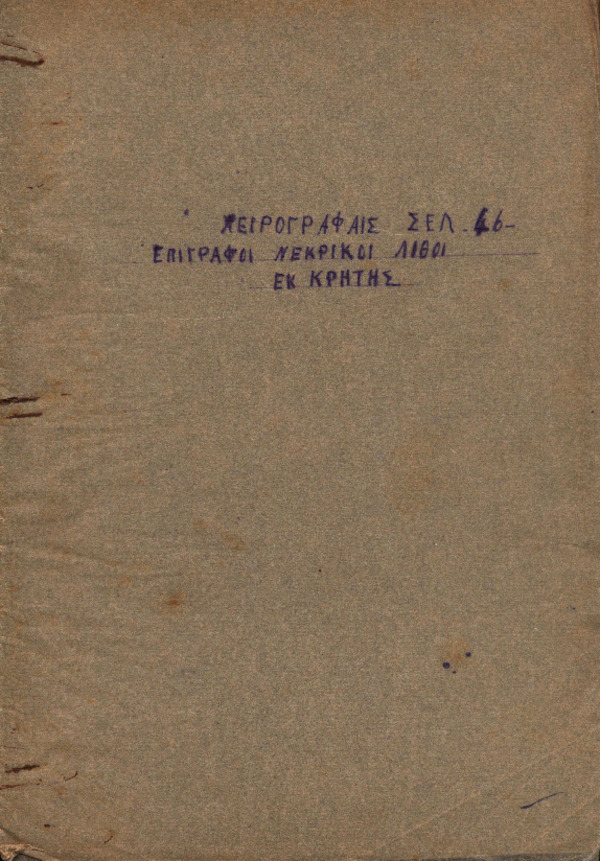 ΧΕΙΡΟΓΡΑΦΑΙΣ ΣΕΛ. 46-
ΕΠΙΓΡΑΦΟΙ ΝΕΚΡΙΚΟΙ ΛΙΘΟΙ
ΕΚ ΚΡΗΤΗΣ